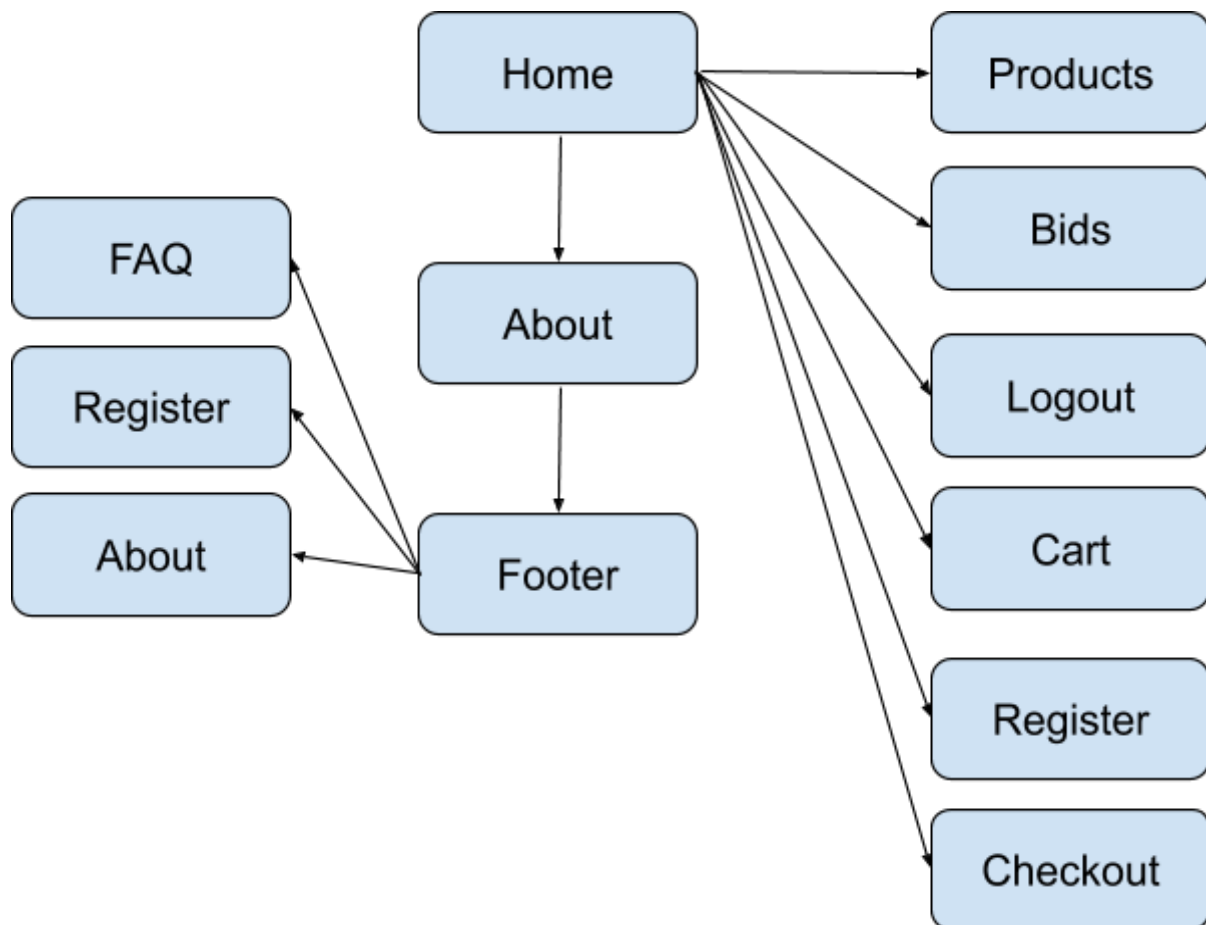 Home
Products
Bids
FAQ
About
Logout
Register
Cart
About
Footer
Register
Checkout